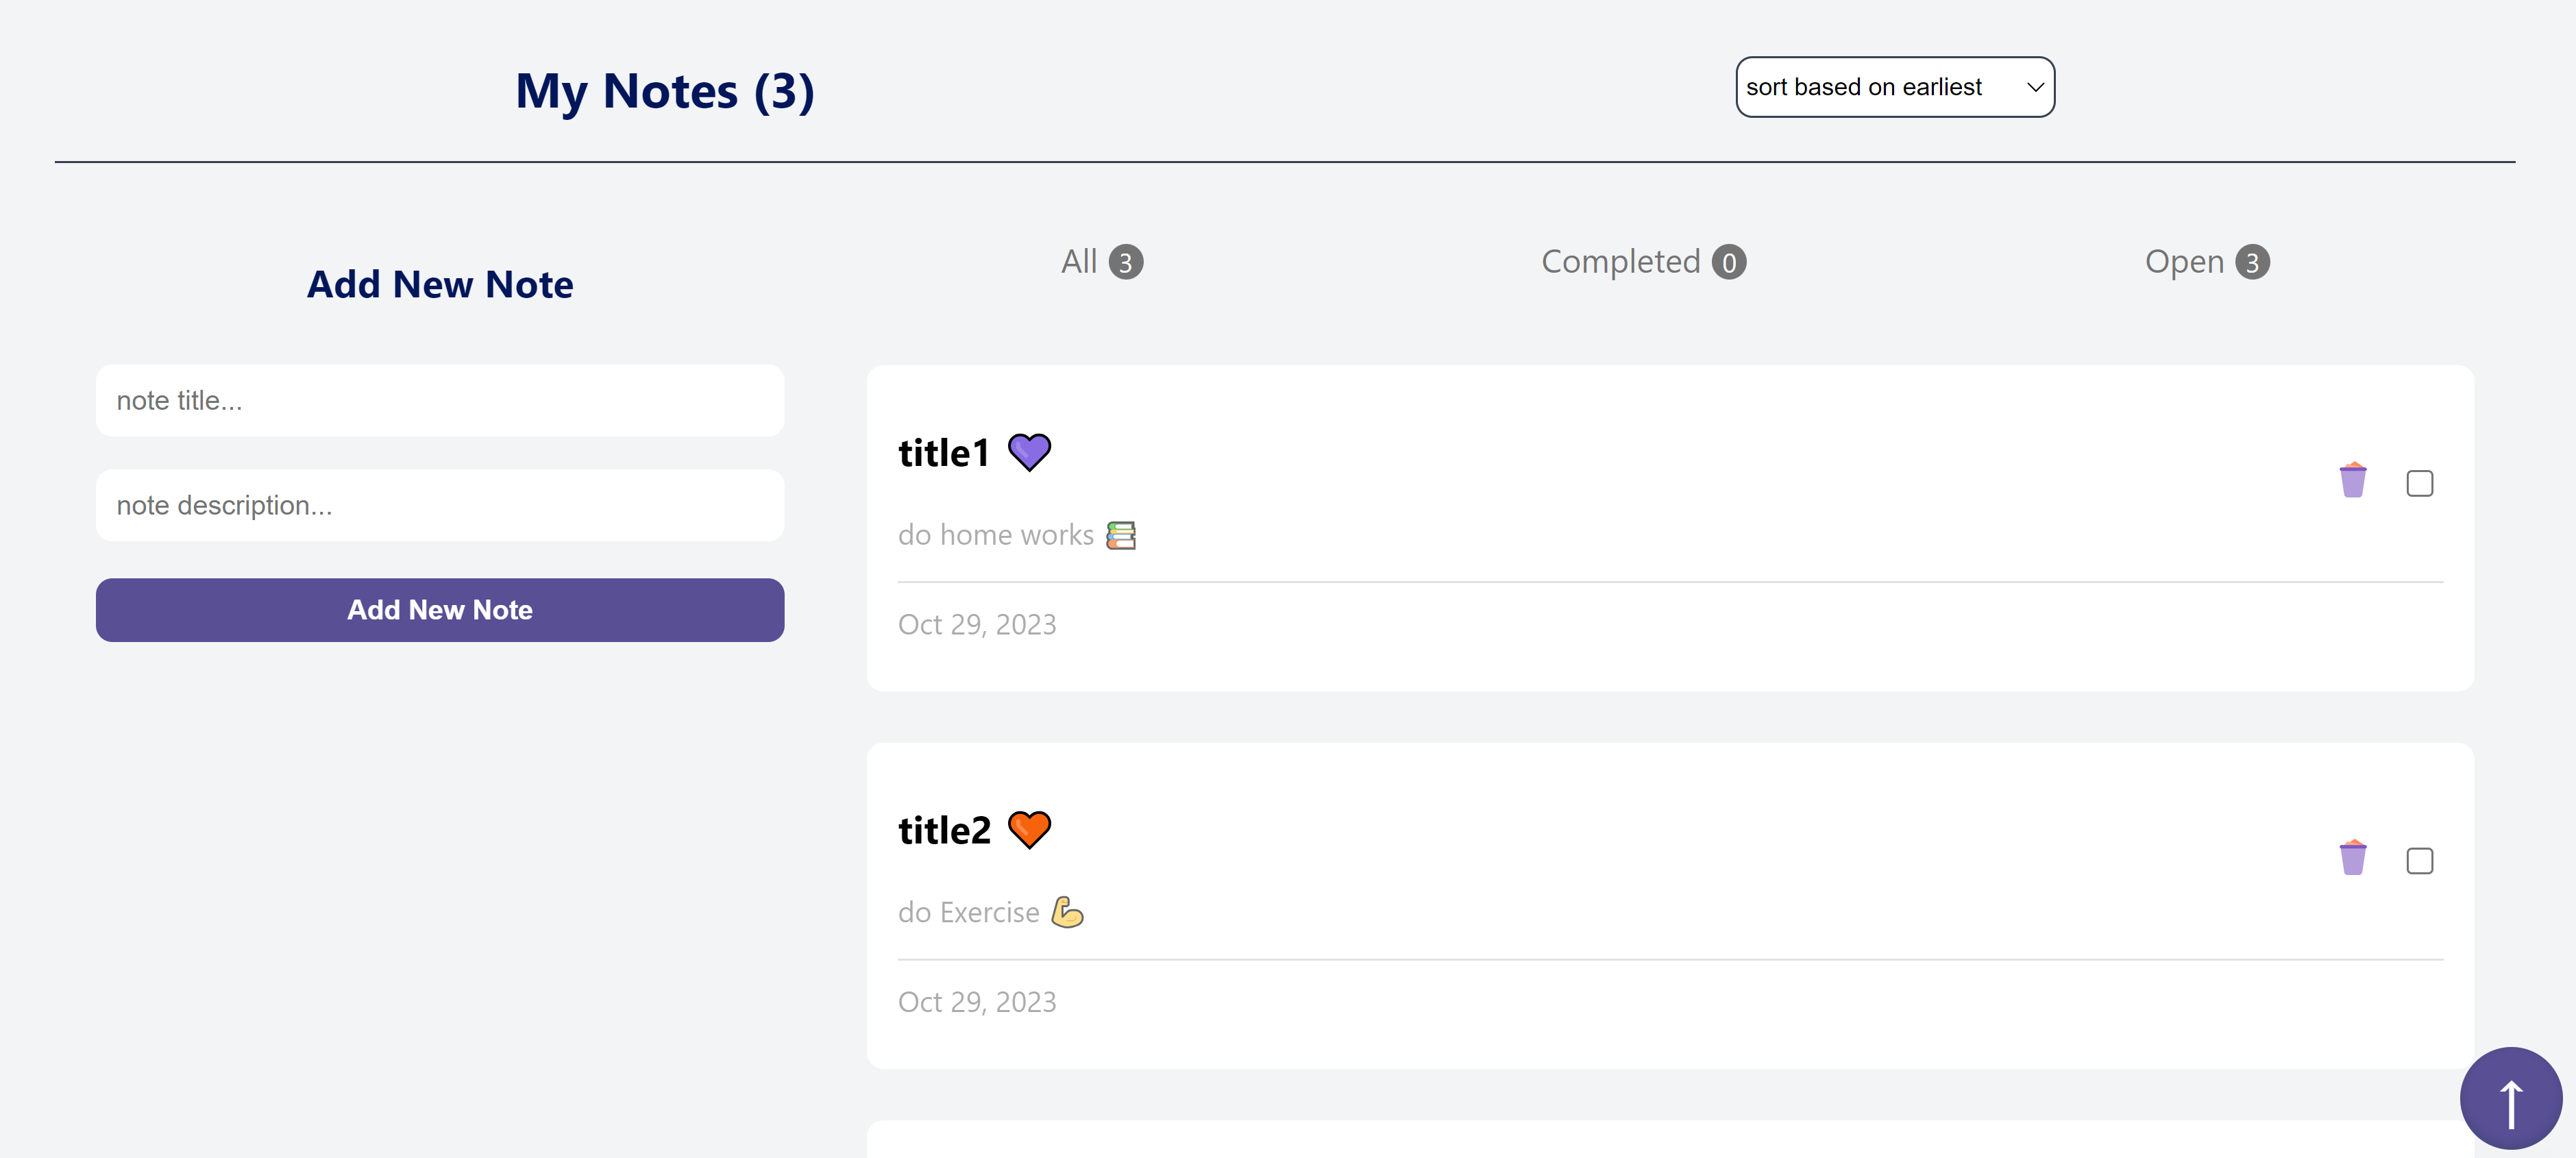 My Notes (3)
sort based on earliest
Add New Note
note title...
note description...
Add New Note
All 3
Completed 0
Open 3
title1 💜
do home works 📚
Oct 29, 2023
title2 🧡
do Exercise 💪
Oct 29, 2023
↑